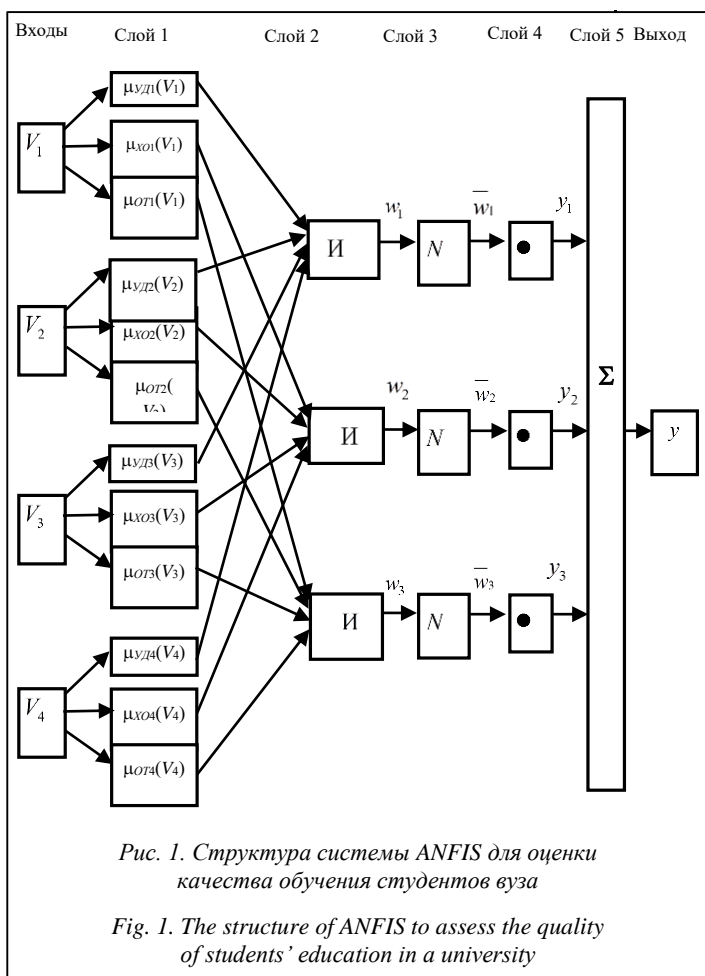 Входы Слой 1 Слой 2 Слой 3 Слой 4 Слой 5 Выход
μУД1(V1)
V1
μХО1(V1)
μОТ1(V1)
w1 w̅1 y1
И N •
μУД2(V2)
V2
μХО2(V2)
μОТ2(
Σ
w2 w̅2 y2
И N • y
μУД3(V3)
V3
μХО3(V3)
μОТ3(V3)
w3 w̅3 y3
И N •
μУД4(V4)
V4
μХО4(V4)
μОТ4(V4)
Рис. 1. Структура системы ANFIS для оценки
качества обучения студентов вуза
Fig. 1. The structure of ANFIS to assess the quality
of students’ education in a university